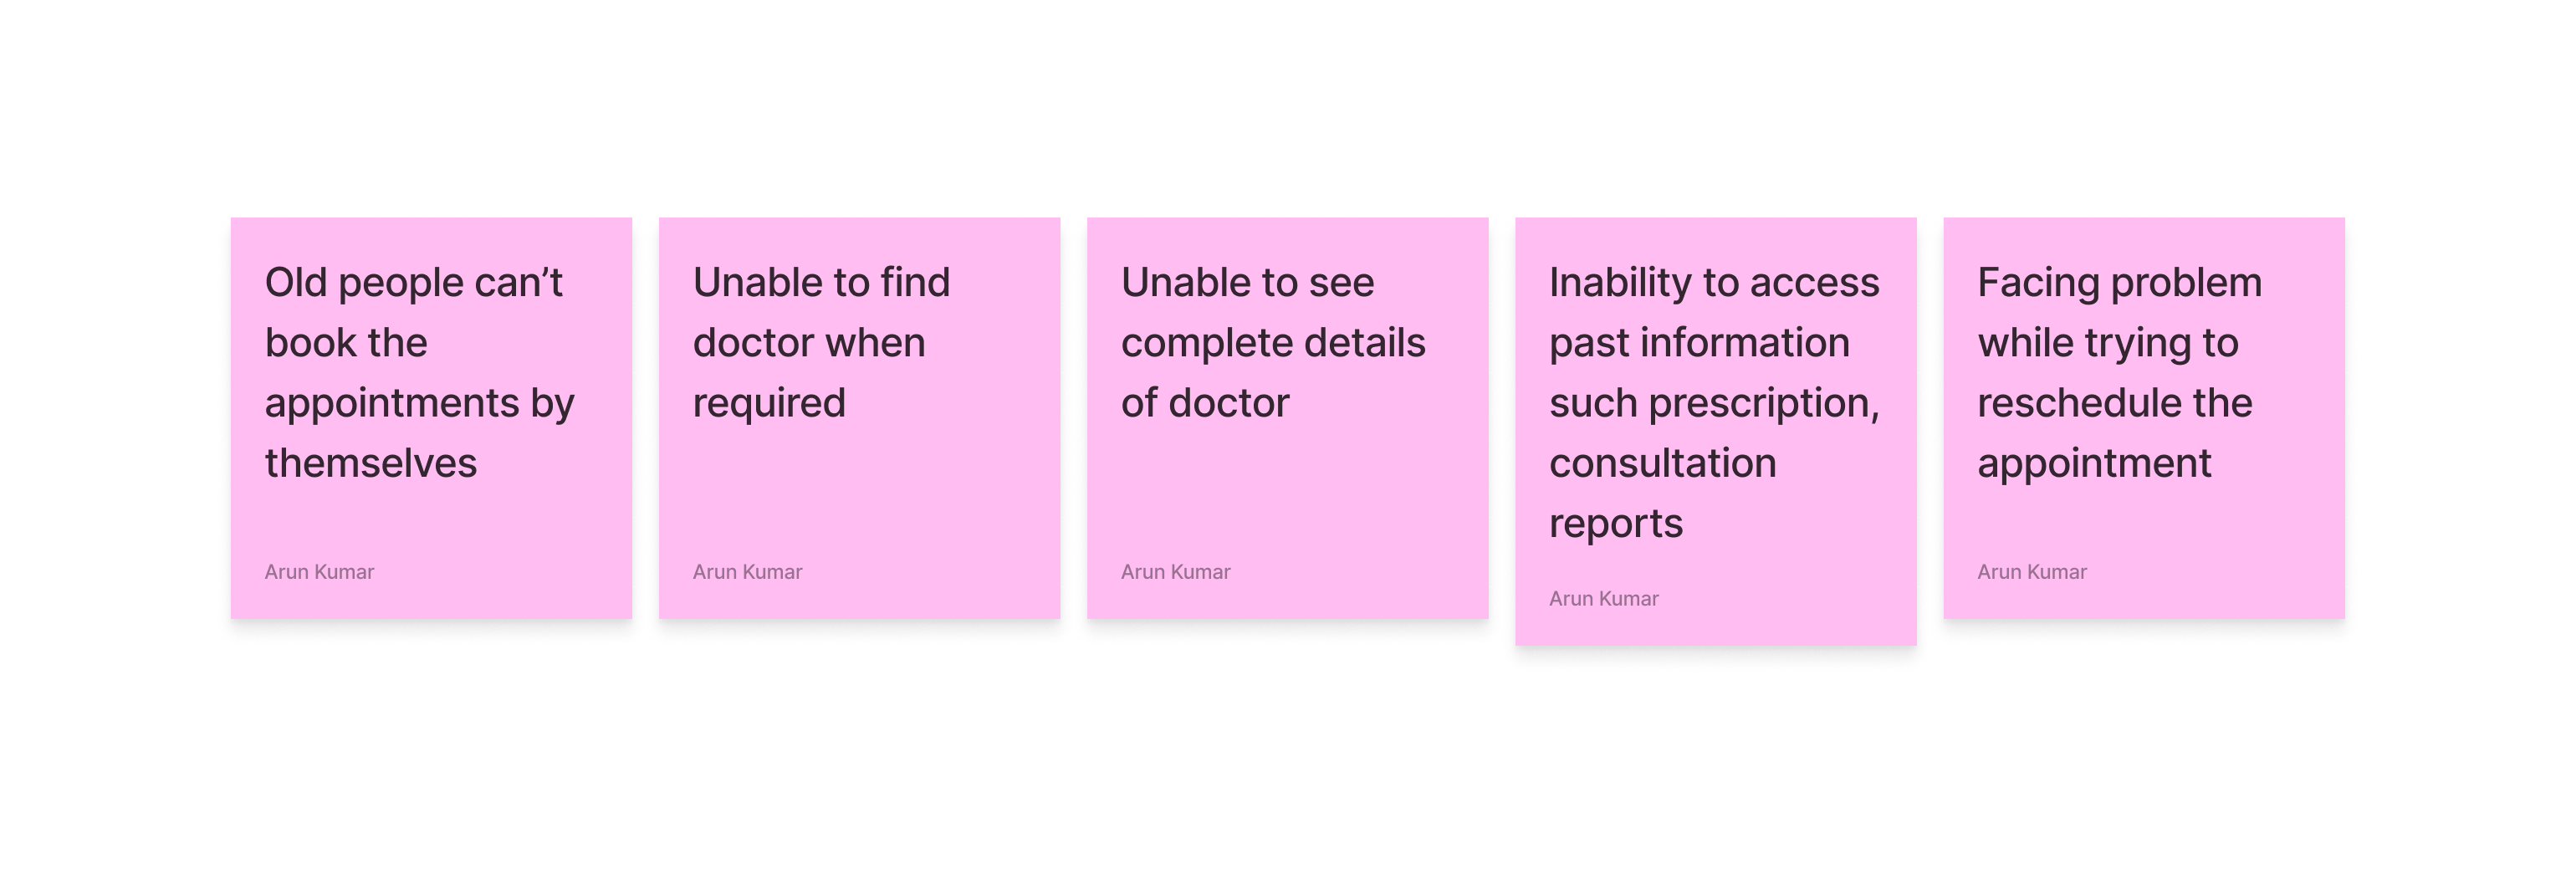 Old people can’t
book the
appointments by
themselves
Arun Kumar
Unable to find
doctor when
required
Arun Kumar
Unable to see
complete details
of doctor
Arun Kumar
Inability to access
past information
such prescription,
consultation
reports
Arun Kumar
Facing problem
while trying to
reschedule the
appointment
Arun Kumar